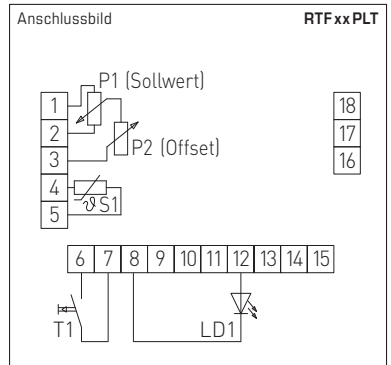 Anschlussbild RTF xx PLT
P1 (Sollwert)
1
18
2
17
P2 (Offset)
3
16
4
ϑ S1
5
6 7 8 9 10 11 12 13 14 15
T1
LD1